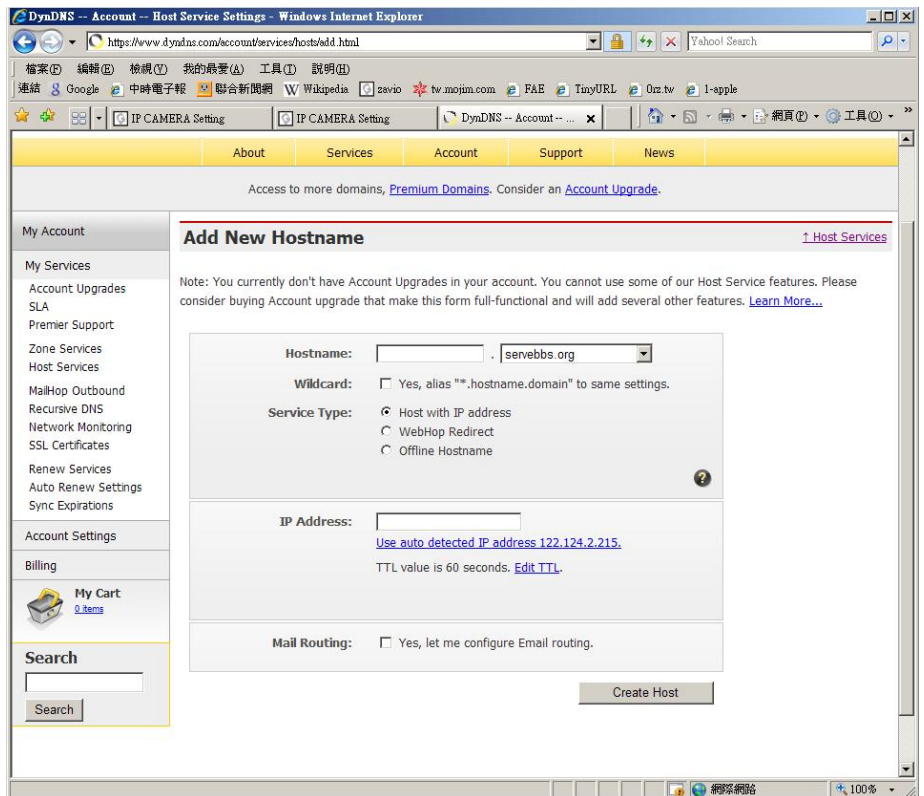 DynDNS -- Account -- Host Service Settings - Windows Internet Explorer
https://www.dyndns.com/account/services/hosts/add.html
Yahoo! Search
檔案(F) 編輯(E) 檢視(V) 我的最愛(A) 工具(T) 說明(H)
連結 Google 中時電子報 聯合新聞網 Wikipedia zavio tw.mojim.com FAE TinyURL 0rz.tw 1-apple
IP CAMERA Setting IP CAMERA Setting DynDNS -- Account -- ... 網頁(P) 工具(O)
About Services Account Support News
Access to more domains, Premium Domains. Consider an Account Upgrade.
My Account
My Services
Account Upgrades
SLA
Premier Support
Zone Services
Host Services
MailHop Outbound
Recursive DNS
Network Monitoring
SSL Certificates
Renew Services
Auto Renew Settings
Sync Expirations
Account Settings
Billing
My Cart
0 items
Search
Search
Add New Hostname
↑ Host Services
Note: You currently don't have Account Upgrades in your account. You cannot use some of our Host Service features. Please
consider buying Account upgrade that make this form full-functional and will add several other features. Learn More...
Hostname: . servebbs.org
Wildcard: Yes, alias "*.hostname.domain" to same settings.
Service Type: Host with IP address
WebHop Redirect
Offline Hostname
?
IP Address:
Use auto detected IP address 122.124.2.215.
TTL value is 60 seconds. Edit TTL.
Mail Routing: Yes, let me configure Email routing.
Create Host
網際網路 100%